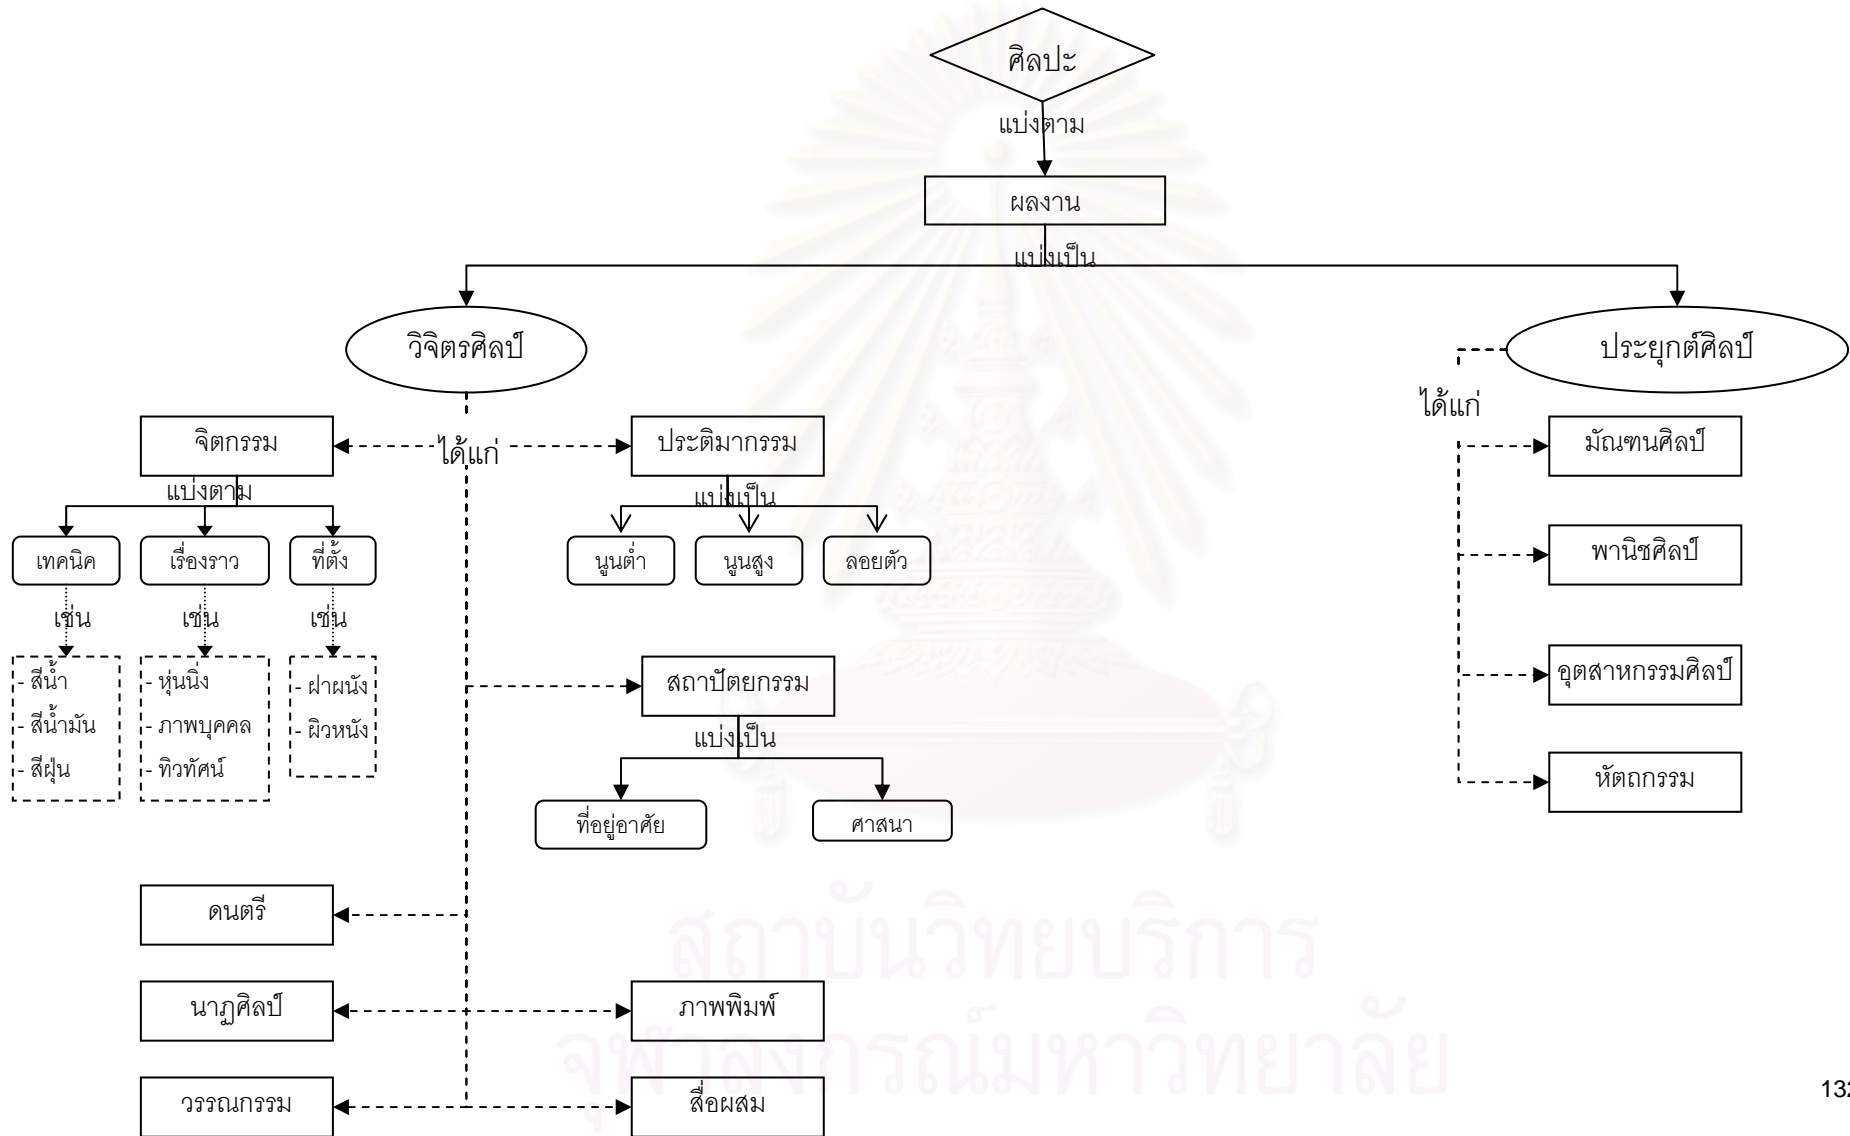 ศิลปะ
แบ่งตาม
ผลงาน
แบ่งเป็น
วิจิตรศิลป์
ประยุกต์ศิลป์
ได้แก่
จิตกรรม
ได้แก่
ประติมากรรม
มัณฑนศิลป์
แบ่งตาม
แบ่งเป็น
เทคนิค
เรื่องราว
ที่ตั้ง
นูนต่ำ
นูนสูง
ลอยตัว
พานิชศิลป์
เช่น
เช่น
เช่น
- สีน้ำ
- สีน้ำมัน
- สีฝุ่น
- หุ่นนิ่ง
- ภาพบุคคล
- ทิวทัศน์
- ฝาผนัง
- ผิวหนัง
สถาปัตยกรรม
อุตสาหกรรมศิลป์
แบ่งเป็น
ที่อยู่อาศัย
ศาสนา
หัตถกรรม
ดนตรี
สถาบันวิทยบริการ
นาฏศิลป์
ภาพพิมพ์
จุฬาลงกรณ์มหาวิทยาลัย
วรรณกรรม
สื่อผสม
132